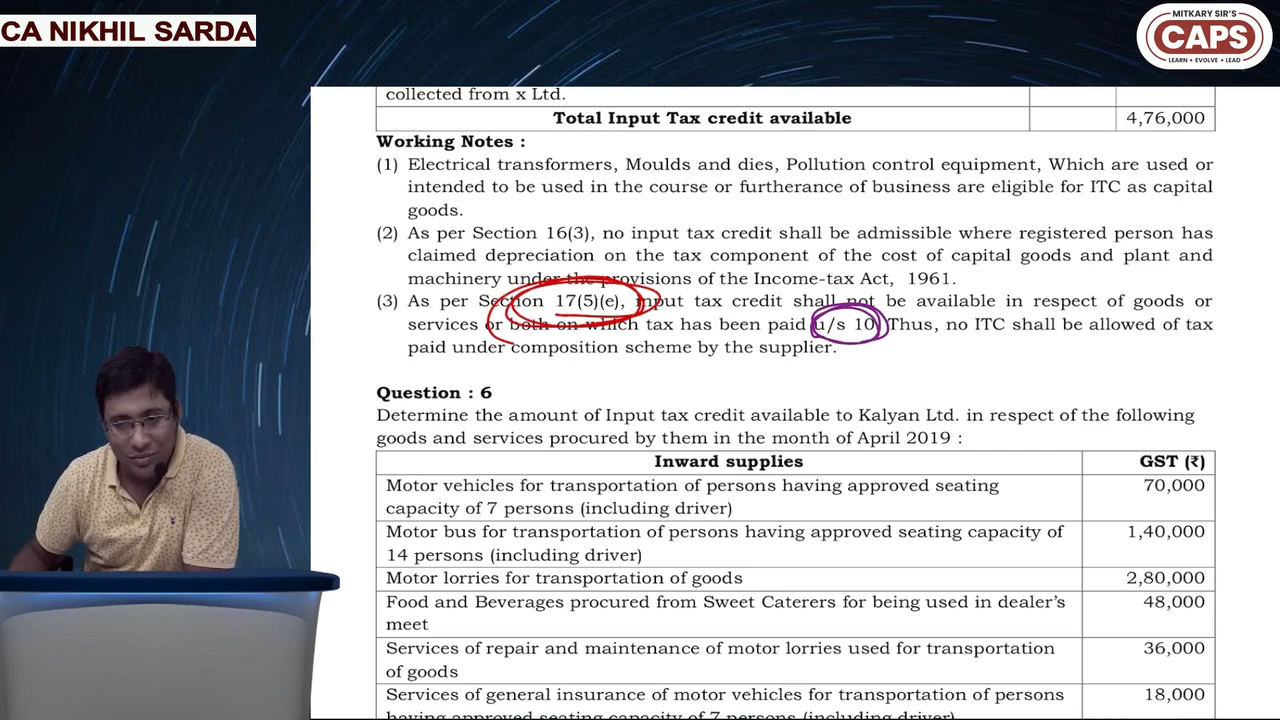 CA NIKHIL SARDA
MITKARY SIR'S
CAPS
LEARN • EVOLVE • LEAD
collected from x Ltd.
Total Input Tax credit available 4,76,000
Working Notes :
(1) Electrical transformers, Moulds and dies, Pollution control equipment, Which are used or
intended to be used in the course or furtherance of business are eligible for ITC as capital
goods.
(2) As per Section 16(3), no input tax credit shall be admissible where registered person has
claimed depreciation on the tax component of the cost of capital goods and plant and
machinery under the provisions of the Income-tax Act, 1961.
(3) As per Section 17(5)(e), input tax credit shall not be available in respect of goods or
services or both on which tax has been paid u/s 10. Thus, no ITC shall be allowed of tax
paid under composition scheme by the supplier.
Question : 6
Determine the amount of Input tax credit available to Kalyan Ltd. in respect of the following
goods and services procured by them in the month of April 2019 :
Inward supplies GST (₹)
Motor vehicles for transportation of persons having approved seating 70,000
capacity of 7 persons (including driver)
Motor bus for transportation of persons having approved seating capacity of 1,40,000
14 persons (including driver)
Motor lorries for transportation of goods 2,80,000
Food and Beverages procured from Sweet Caterers for being used in dealer's 48,000
meet
Services of repair and maintenance of motor lorries used for transportation 36,000
of goods
Services of general insurance of motor vehicles for transportation of persons 18,000
having approved seating capacity of 7 persons (including driver)